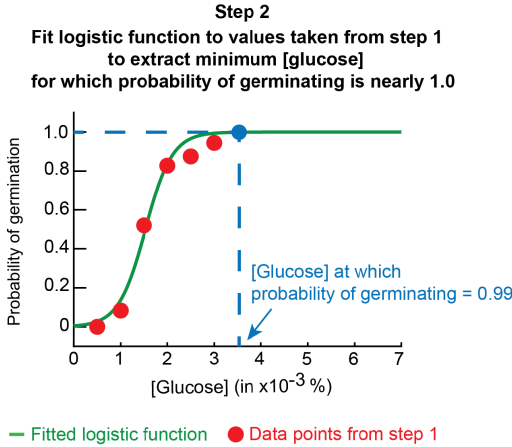 Step 2
Fit logistic function to values taken from step 1
to extract minimum [glucose]
for which probability of germinating is nearly 1.0
Probability of germination
1.0
0.8
0.6
0.4
0.2
0
[Glucose] at which
probability of germinating = 0.99
0 1 2 3 4 5 6 7
[Glucose] (in x10-3 %)
Fitted logistic function
Data points from step 1